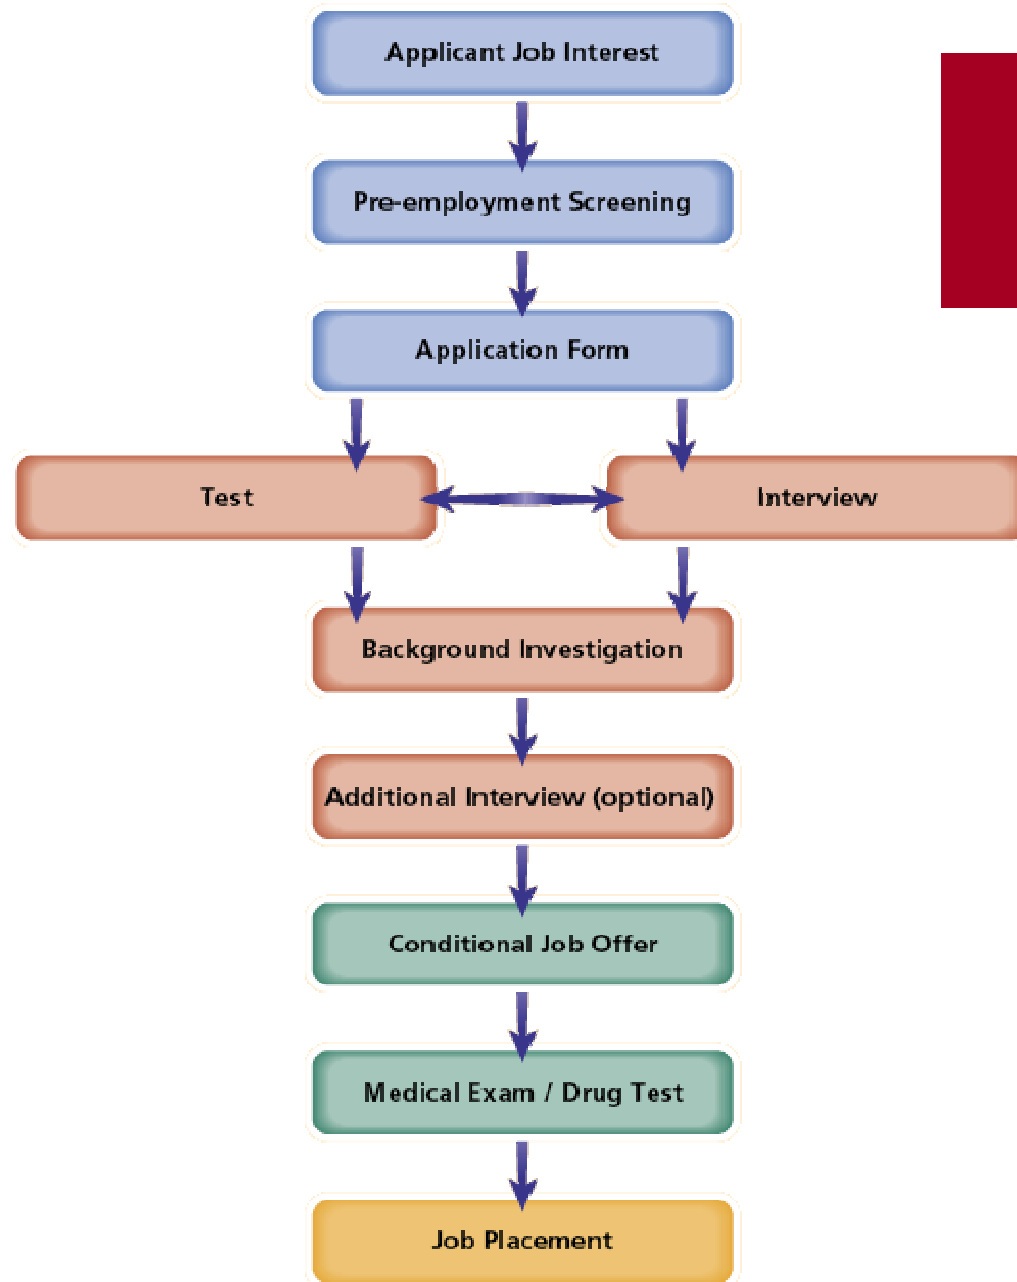 Applicant Job Interest
Pre-employment Screening
Application Form
Test
Interview
Background Investigation
Additional Interview (optional)
Conditional Job Offer
Medical Exam / Drug Test
Job Placement